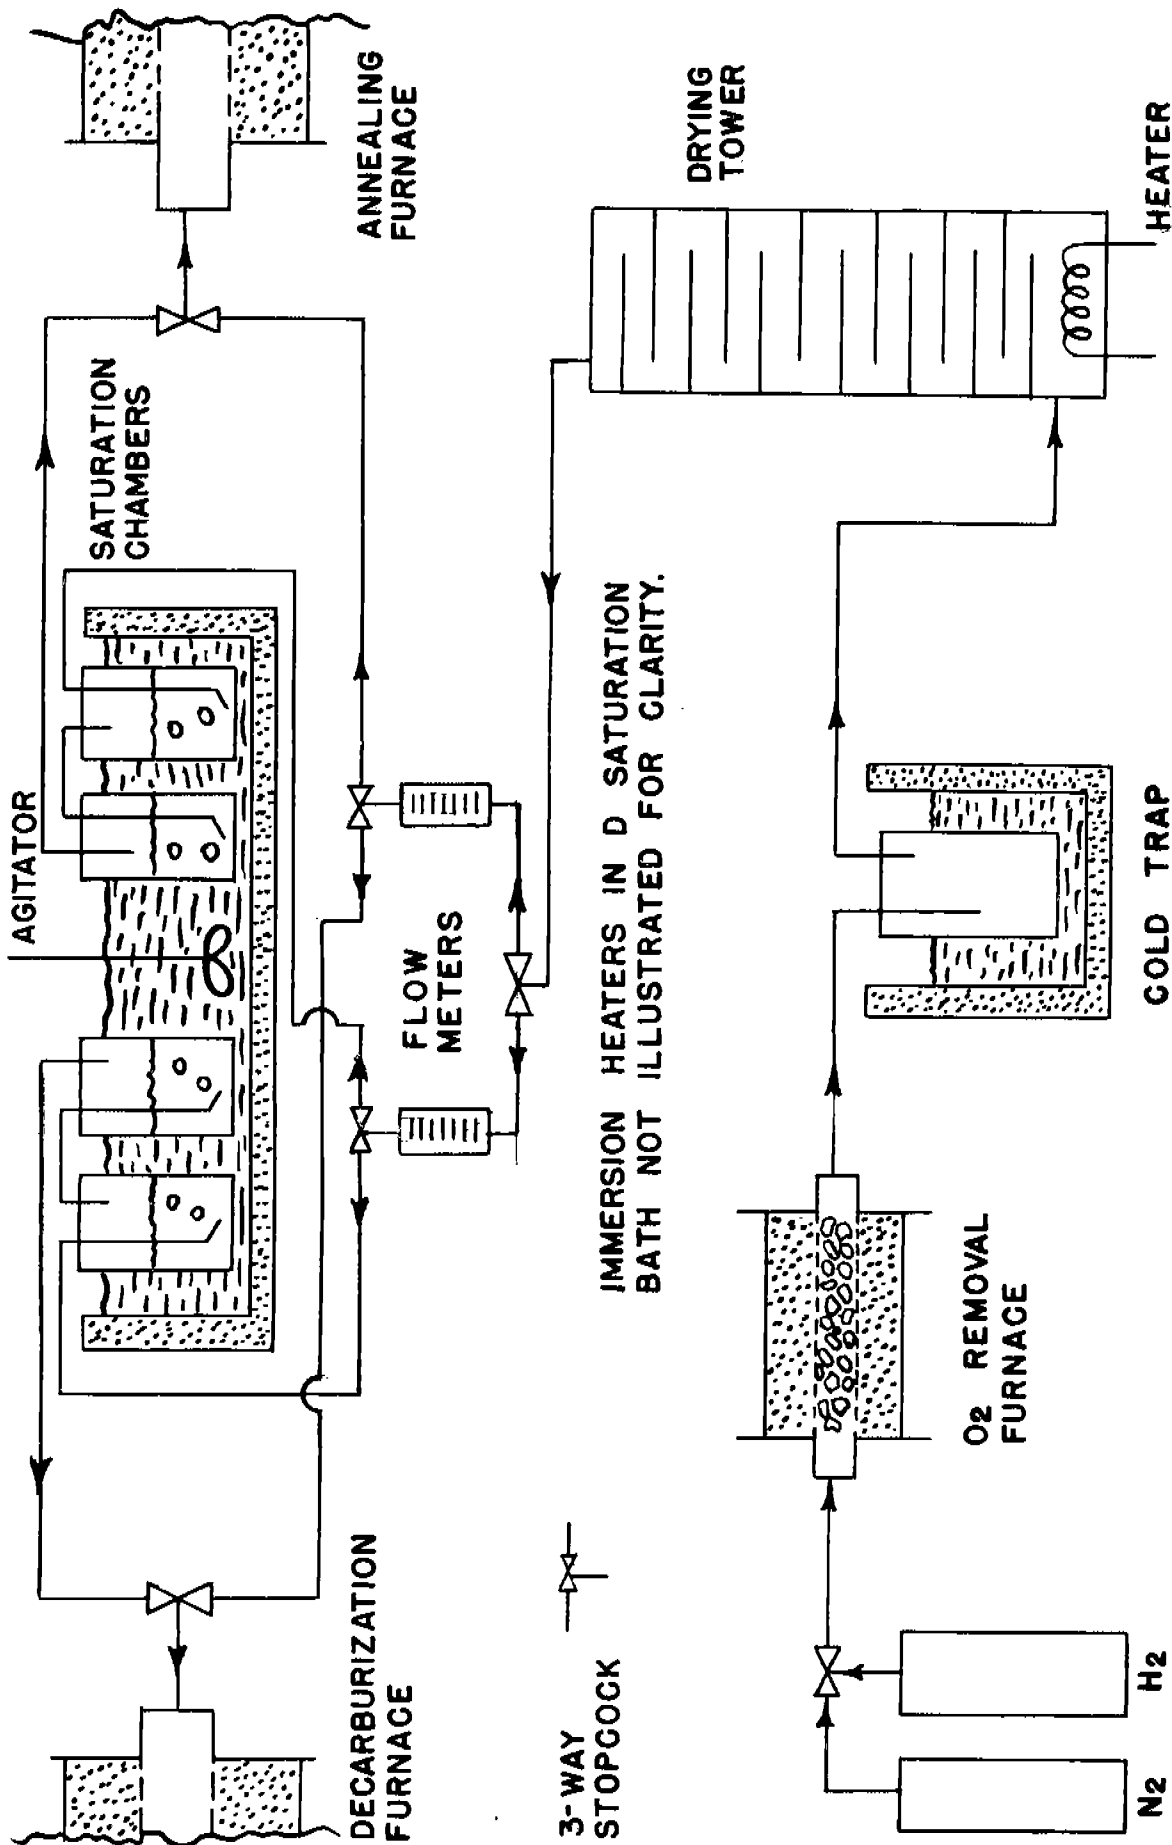 AGITATOR
SATURATION
CHAMBERS
ANNEALING
FURNACE
DECARBURIZATION
FURNACE
FLOW
METERS
3-WAY
STOPCOCK
IMMERSION HEATERS IN D SATURATION
BATH NOT ILLUSTRATED FOR CLARITY.
DRYING
TOWER
HEATER
O2 REMOVAL
FURNACE
COLD TRAP
N2
H2